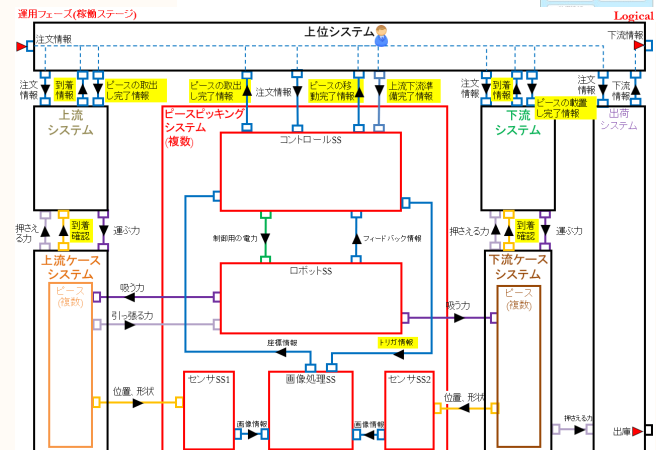 運用フェーズ(稼働ステージ)
Logical
上位システム
注文情報
下流情報
注文
情報
到着
情報
ピースの取出
し完了情報
ピースの取出
し完了情報
注文情報
ピースの移
動完了情報
上流下流準
備完了情報
注文
情報
到着
情報
ピースの載置
し完了情報
注文
情報
下流
情報
上流
システム
ピースピッキング
システム
(複数)
コントロールSS
下流
システム
出荷
システム
押さえ
る力
到着
確認
運ぶ力
制御用の電力
フィードバック情報
押さえる力
到着
確認
運ぶ力
上流ケース
システム
ピース
(複数)
ロボットSS
下流ケース
システム
ピース
(複数)
吸う力
引っ張る力
吸う力
座標情報
トリガ情報
センサSS1
画像処理SS
センサSS2
位置、形状
位置、形状
画像情報
画像情報
押さえる力
出庫